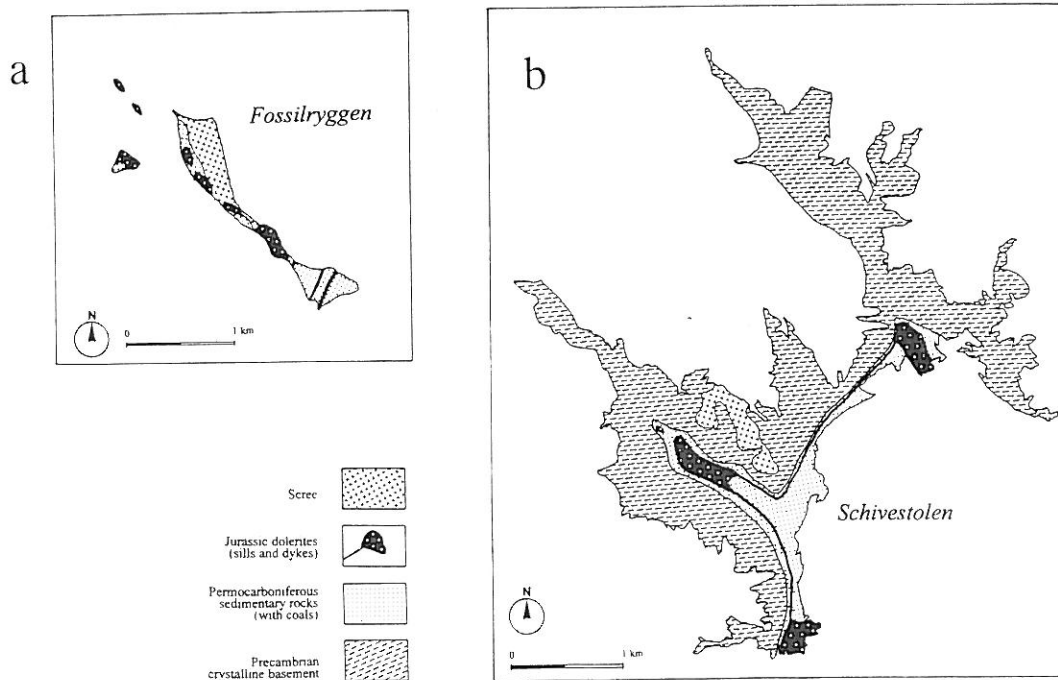 a
Fossilryggen
N
0
1 km
b
Schivestolen
N
0
1 km
Scree
Jurassic dolerites
(sills and dykes)
Permocarboniferous
sedimentary rocks
(with coals)
Precambrian
crystalline basement